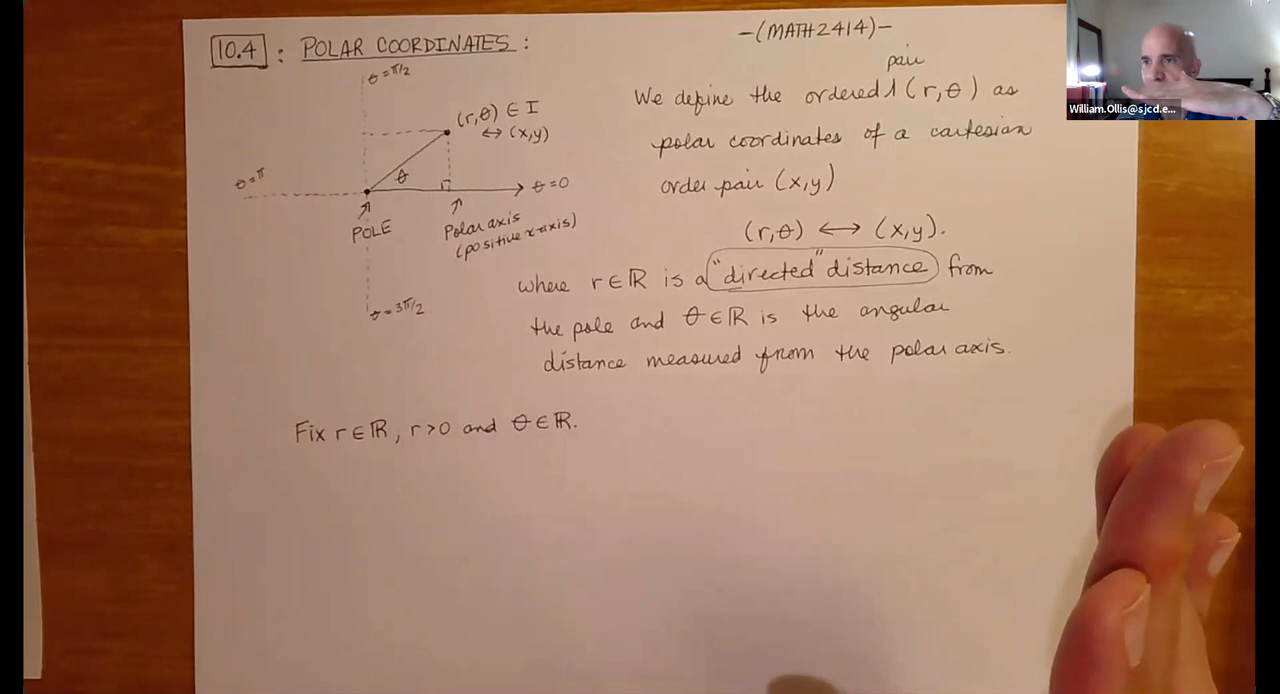 10.4 : POLAR COORDINATES :
-(MATH2414)-
θ = π/2
(r,θ) ∈ I
↔ (x,y)
θ=π
θ
θ=0
POLE
Polar axis
(positive x-axis)
θ = 3π/2
pair
We define the ordered ∧ (r,θ) as
polar coordinates of a cartesian
order pair (x,y)
(r,θ) ↔ (x,y).
where r∈ℝ is a "directed" distance from
the pole and θ∈ℝ is the angular
distance measured from the polar axis.
Fix r∈ℝ, r>0 and θ∈ℝ.
William.Ollis@sjcd.e...